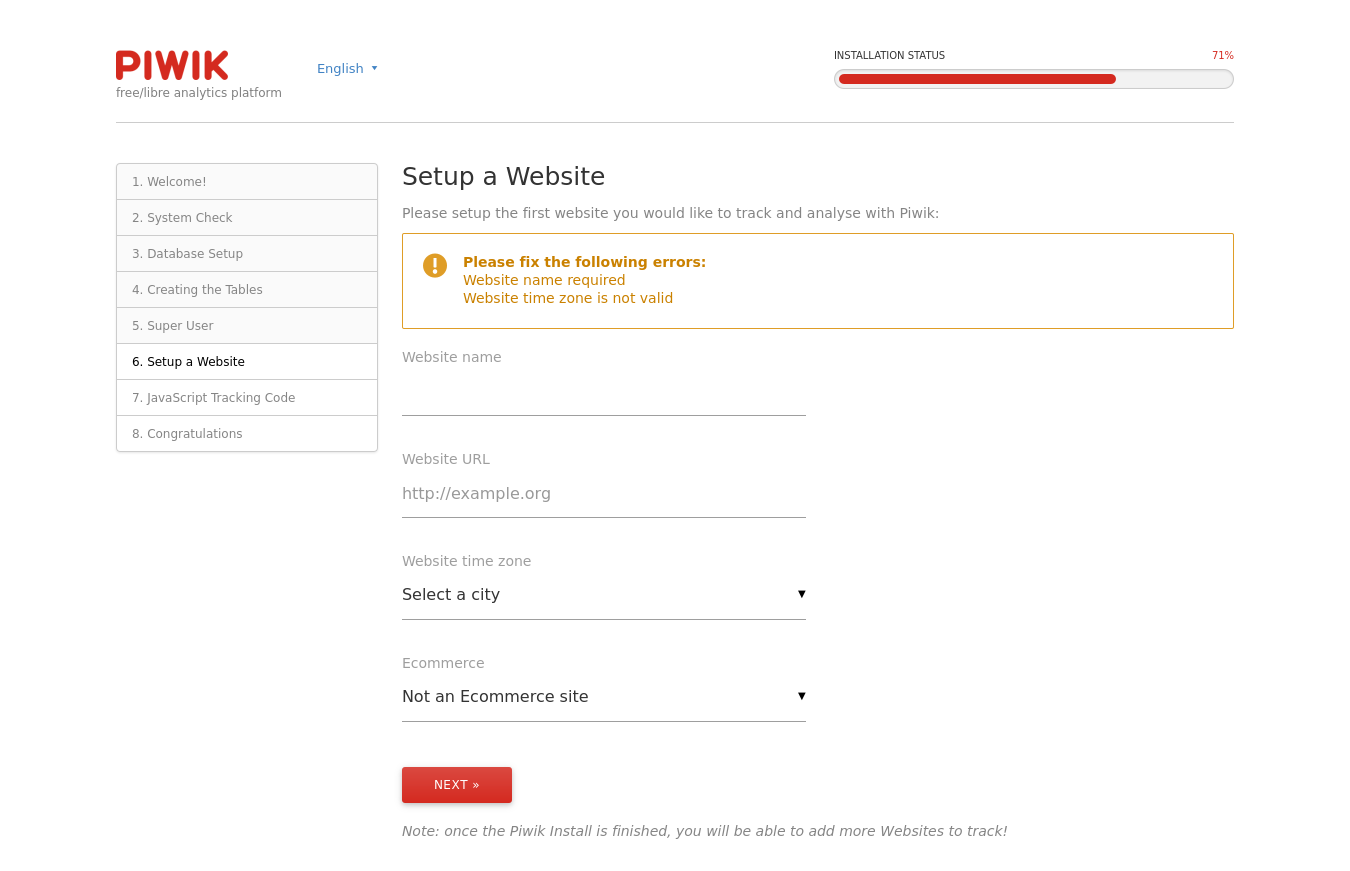 PIWIK
free/libre analytics platform
English
INSTALLATION STATUS
71%
1. Welcome!
2. System Check
3. Database Setup
4. Creating the Tables
5. Super User
6. Setup a Website
7. JavaScript Tracking Code
8. Congratulations
Setup a Website
Please setup the first website you would like to track and analyse with Piwik:
Please fix the following errors:
Website name required
Website time zone is not valid
Website name
Website URL
http://example.org
Website time zone
Select a city
Ecommerce
Not an Ecommerce site
NEXT »
Note: once the Piwik Install is finished, you will be able to add more Websites to track!